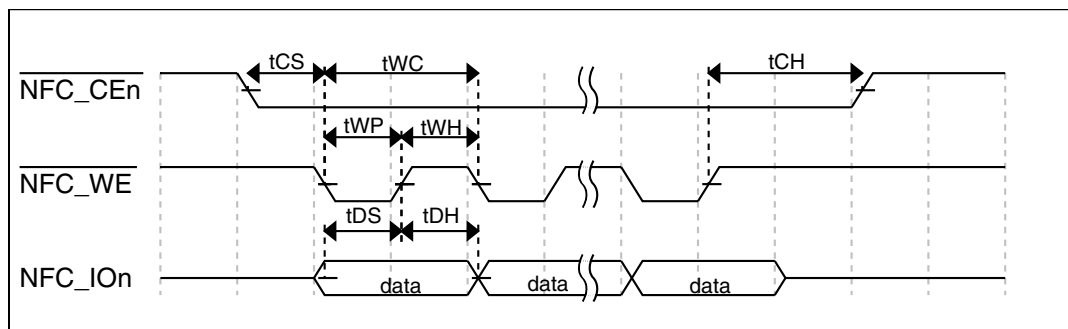 tCS tWC tCH
NFC_CEn
tWP tWH
NFC_WE
tDS tDH
NFC_IOn data data data